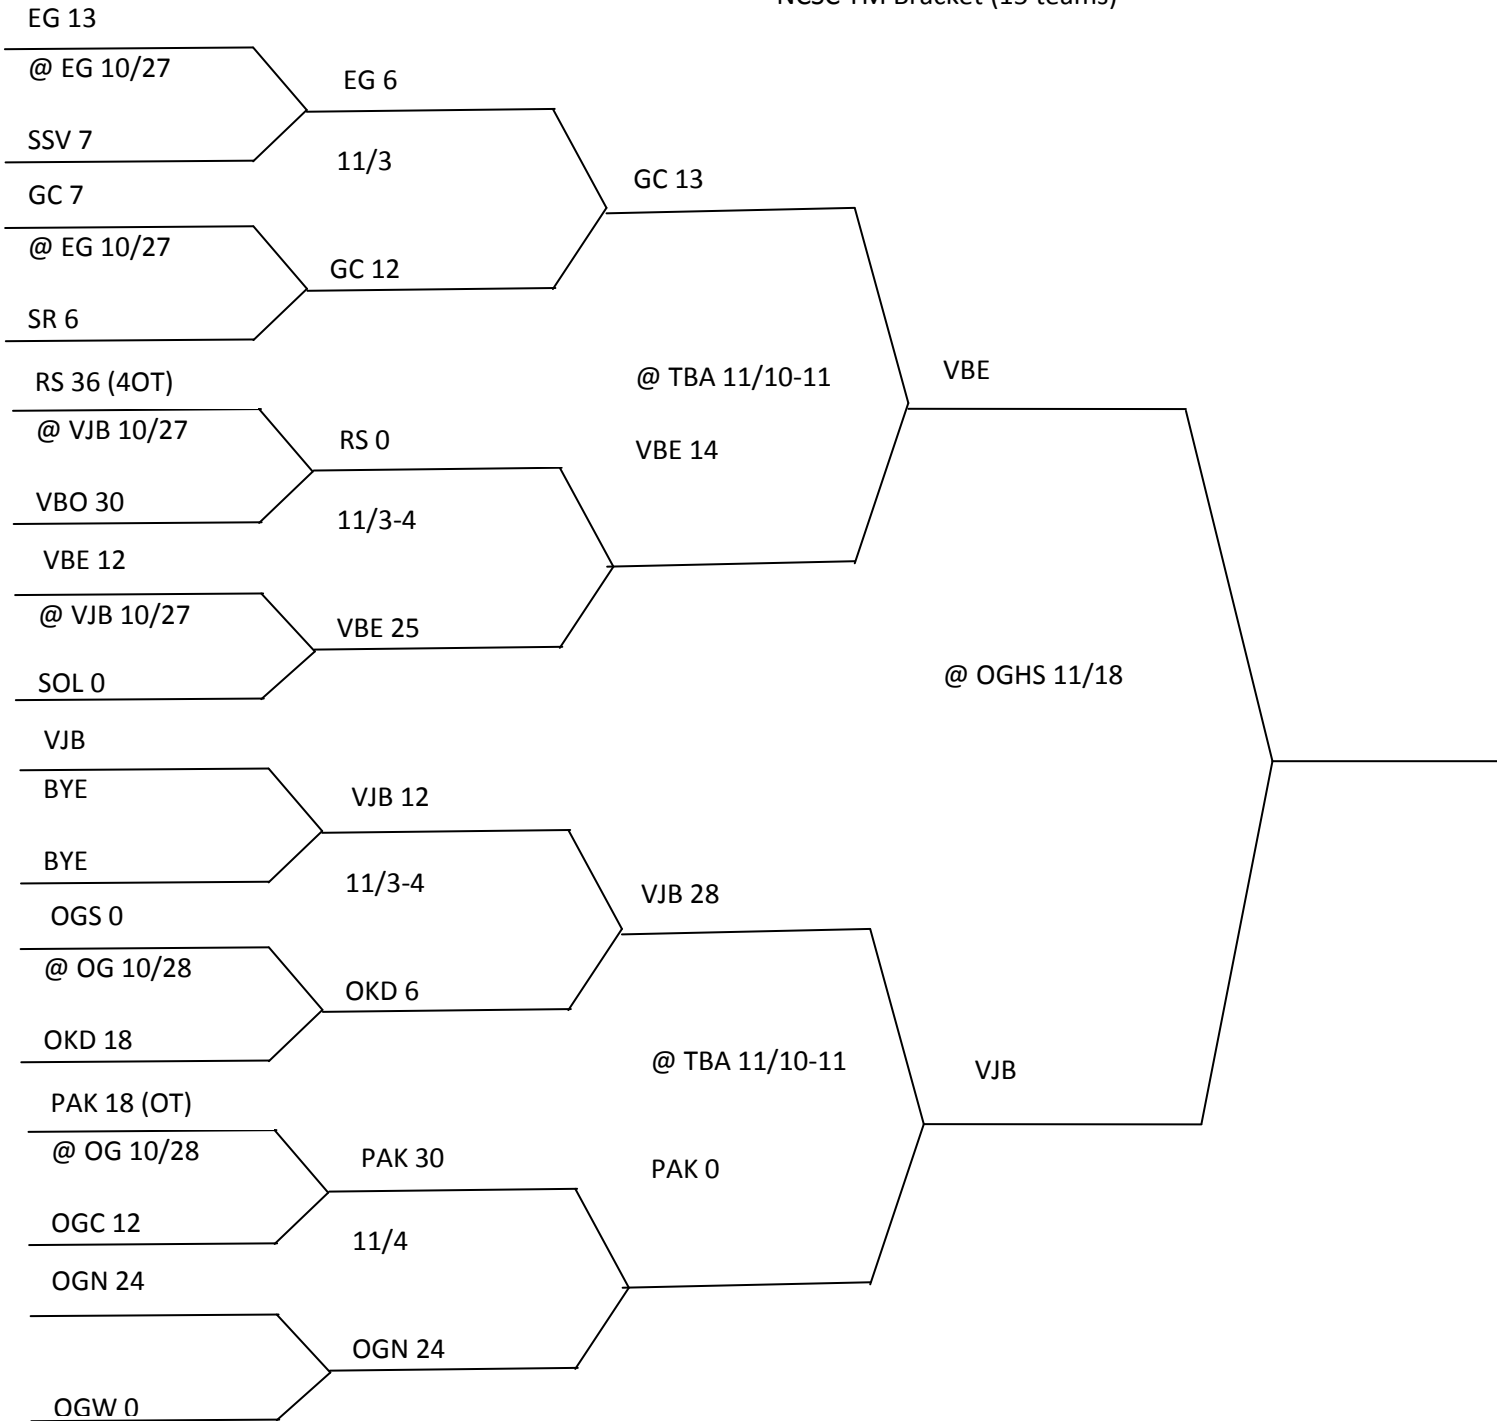 NCSC TM Bracket (15 teams)
EG 13
@ EG 10/27
EG 6
SSV 7
11/3
GC 13
GC 7
@ EG 10/27
GC 12
SR 6
RS 36 (4OT)
@ TBA 11/10-11
VBE
@ VJB 10/27
RS 0
VBE 14
VBO 30
11/3-4
VBE 12
@ VJB 10/27
VBE 25
SOL 0
@ OGHS 11/18
VJB
BYE
VJB 12
BYE
11/3-4
VJB 28
OGS 0
@ OG 10/28
OKD 6
OKD 18
@ TBA 11/10-11
VJB
PAK 18 (OT)
@ OG 10/28
PAK 30
PAK 0
OGC 12
11/4
OGN 24
OGN 24
OGW 0